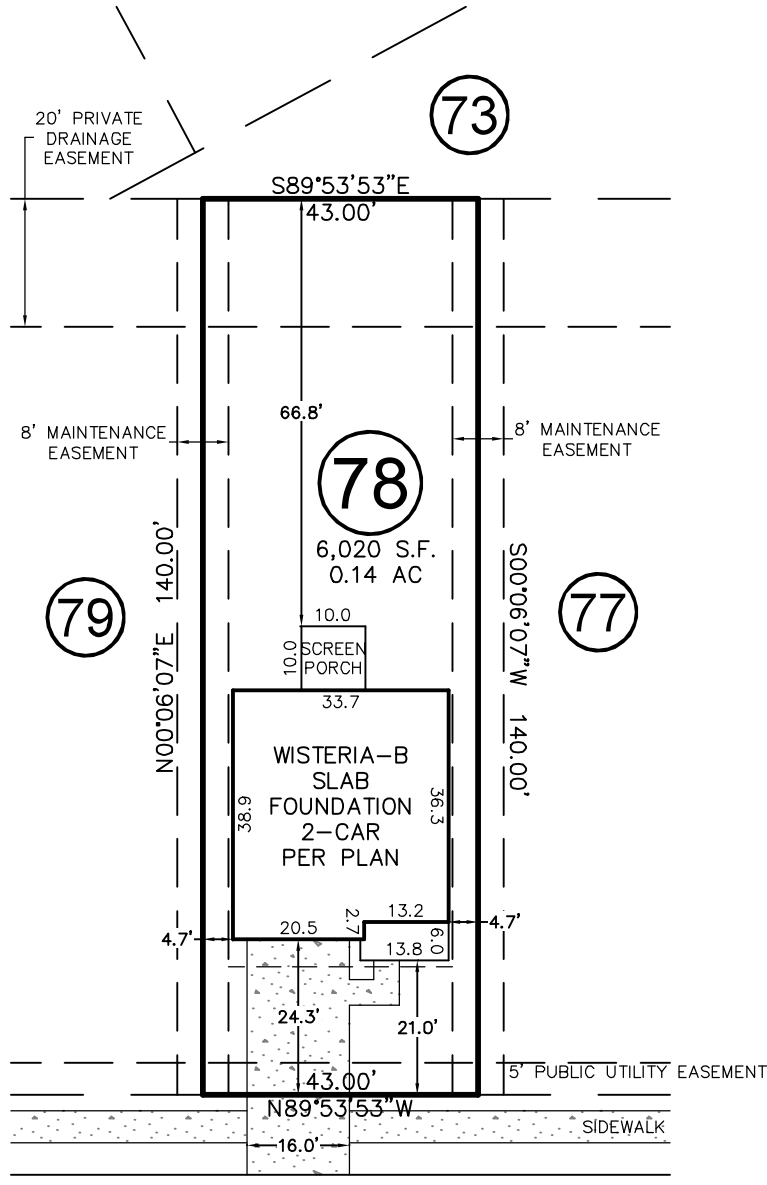 73
20' PRIVATE
DRAINAGE
EASEMENT
S89°53'53"E
43.00'
66.8'
8' MAINTENANCE
EASEMENT
8' MAINTENANCE
EASEMENT
78
6,020 S.F.
0.14 AC
N00°06'07"E 140.00'
S00°06'07"W 140.00'
79
77
10.0
10.0
SCREEN
PORCH
33.7
WISTERIA-B
SLAB
FOUNDATION
2-CAR
PER PLAN
38.9
36.3
20.5
2.7
13.2
6.0
13.8
4.7'
4.7'
24.3'
21.0'
5' PUBLIC UTILITY EASEMENT
43.00'
N89°53'53"W
SIDEWALK
16.0'